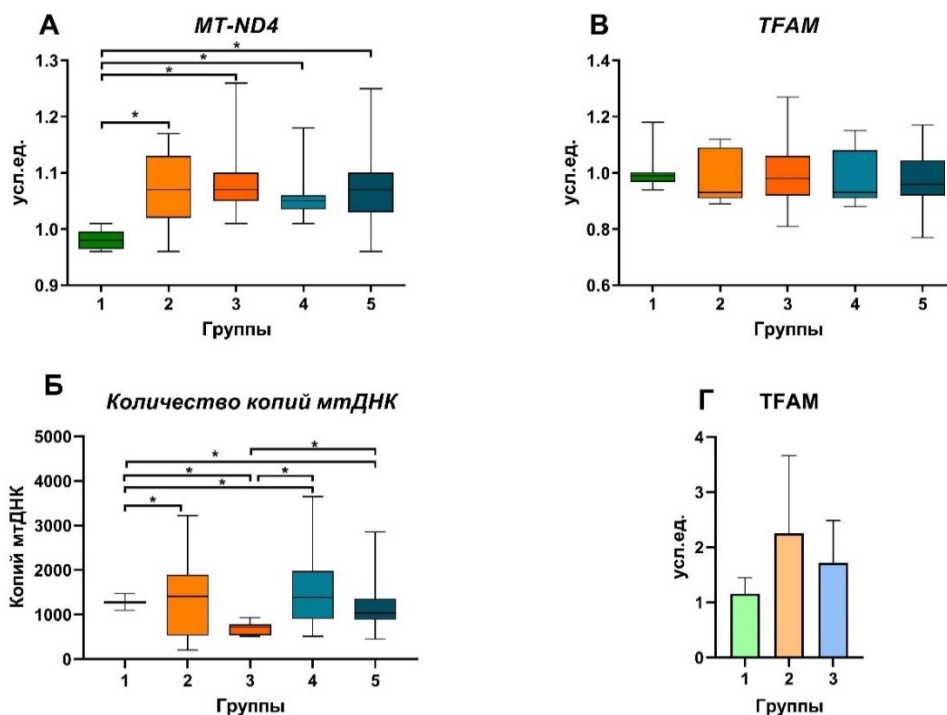 А
MT-ND4
*
*
*
*
1.3
1.2
1.1
1.0
0.9
усл.ед.
1 2 3 4 5
Группы
В
TFAM
1.4
1.2
1.0
0.8
0.6
усл.ед.
1 2 3 4 5
Группы
Б
Количество копий мтДНК
*
*
*
*
*
*
5000
4000
3000
2000
1000
0
Копий мтДНК
1 2 3 4 5
Группы
Г
TFAM
4
3
2
1
0
усл.ед.
1 2 3
Группы